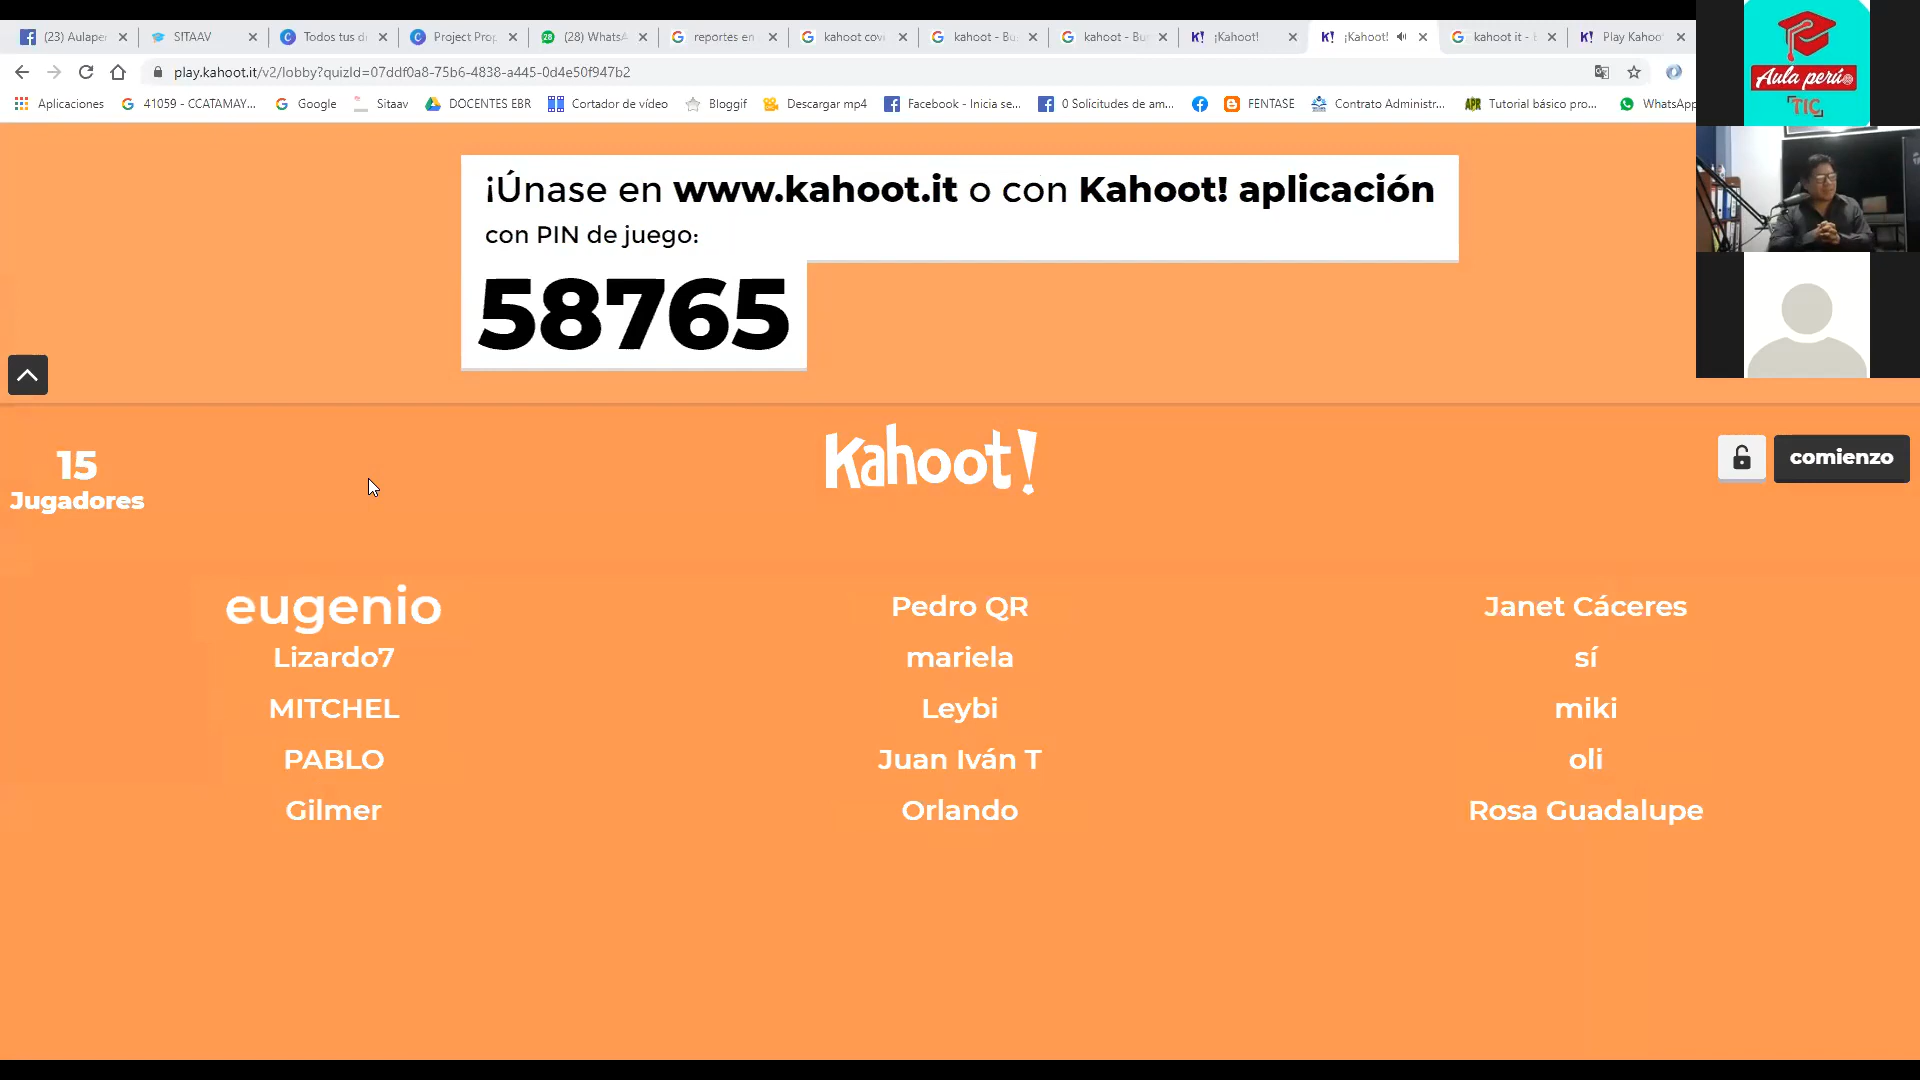 (23) Aulaper
SITAAV
Todos tus di
Project Prop
(28) WhatsA
reportes en
kahoot covi
kahoot - Bu
kahoot - Bu
¡Kahoot!
¡Kahoot!
kahoot it - b
Play Kahoo
play.kahoot.it/v2/lobby?quizId=07ddf0a8-75b6-4838-a445-0d4e50f947b2
Aplicaciones
41059 - CCATAMAY...
Google
Sitaav
DOCENTES EBR
Cortador de vídeo
Bloggif
Descargar mp4
Facebook - Inicia se...
0 Solicitudes de am...
FENTASE
Contrato Administr...
Tutorial básico pro...
WhatsApp
Aula perú
TIC
¡Únase en www.kahoot.it o con Kahoot! aplicación
con PIN de juego:
58765
15
Jugadores
Kahoot!
comienzo
eugenio
Pedro QR
Janet Cáceres
Lizardo7
mariela
sí
MITCHEL
Leybi
miki
PABLO
Juan Iván T
oli
Gilmer
Orlando
Rosa Guadalupe